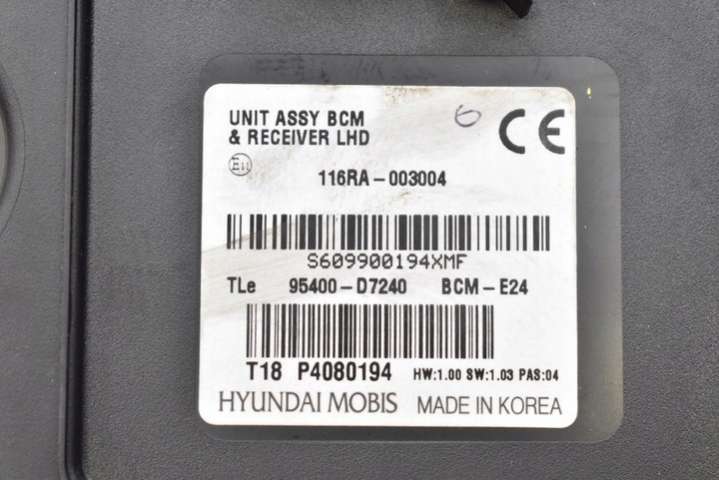 UNIT ASSY BCM
& RECEIVER LHD
6
CE
E11
116RA-003004
S609900194XMF
TLe 95400-D7240 BCM-E24
T18 P4080194 HW:1.00 SW:1.03 PAS:04
HYUNDAI MOBIS MADE IN KOREA